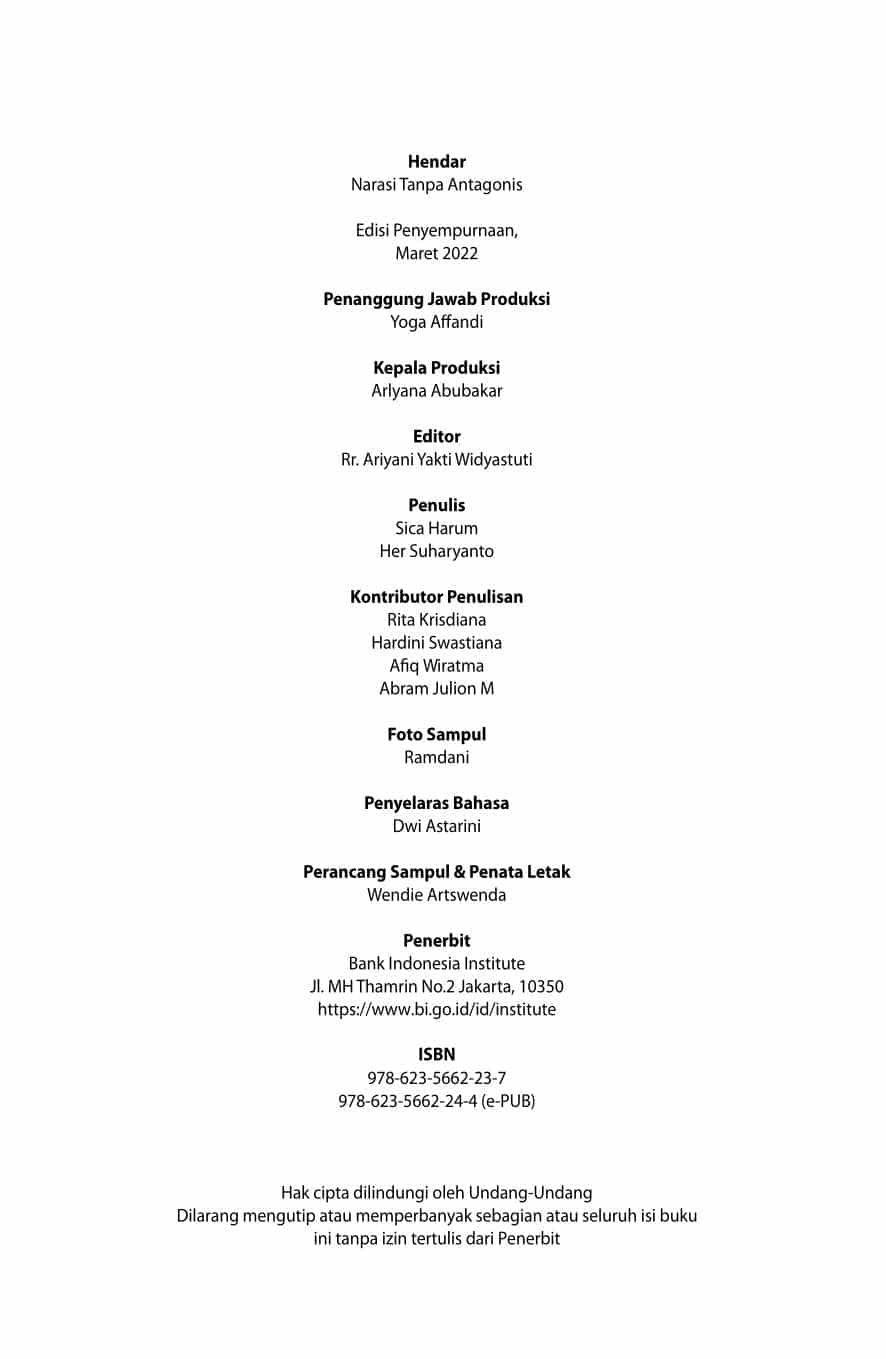 Hendar
Narasi Tanpa Antagonis
Edisi Penyempurnaan,
Maret 2022
Penanggung Jawab Produksi
Yoga Affandi
Kepala Produksi
Arlyana Abubakar
Editor
Rr. Ariyani Yakti Widyastuti
Penulis
Sica Harum
Her Suharyanto
Kontributor Penulisan
Rita Krisdiana
Hardini Swastiana
Afiq Wiratma
Abram Julion M
Foto Sampul
Ramdani
Penyelaras Bahasa
Dwi Astarini
Perancang Sampul & Penata Letak
Wendie Artswenda
Penerbit
Bank Indonesia Institute
Jl. MH Thamrin No.2 Jakarta, 10350
https://www.bi.go.id/id/institute
ISBN
978-623-5662-23-7
978-623-5662-24-4 (e-PUB)
Hak cipta dilindungi oleh Undang-Undang
Dilarang mengutip atau memperbanyak sebagian atau seluruh isi buku
ini tanpa izin tertulis dari Penerbit